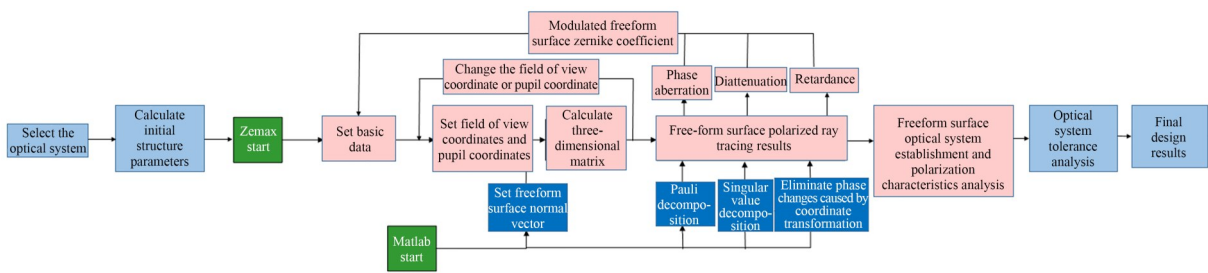 Modulated freeform
surface zernike coefficient
Change the field of view
coordinate or pupil coordinate
Phase
aberration
Diattenuation
Retardance
Select the
optical system
Calculate
initial
structure
parameters
Zemax
start
Set basic
data
Set field of view
coordinates and
pupil coordinates
Calculate
three-
dimensional
matrix
Free-form surface polarized ray
tracing results
Freeform surface
optical system
establishment and
polarization
characteristics analysis
Optical
system
tolerance
analysis
Final
design
results
Set freeform
surface normal
vector
Pauli
decompo-
sition
Singular
value
decompo-
sition
Eliminate phase
changes caused by
coordinate
transformation
Matlab
start